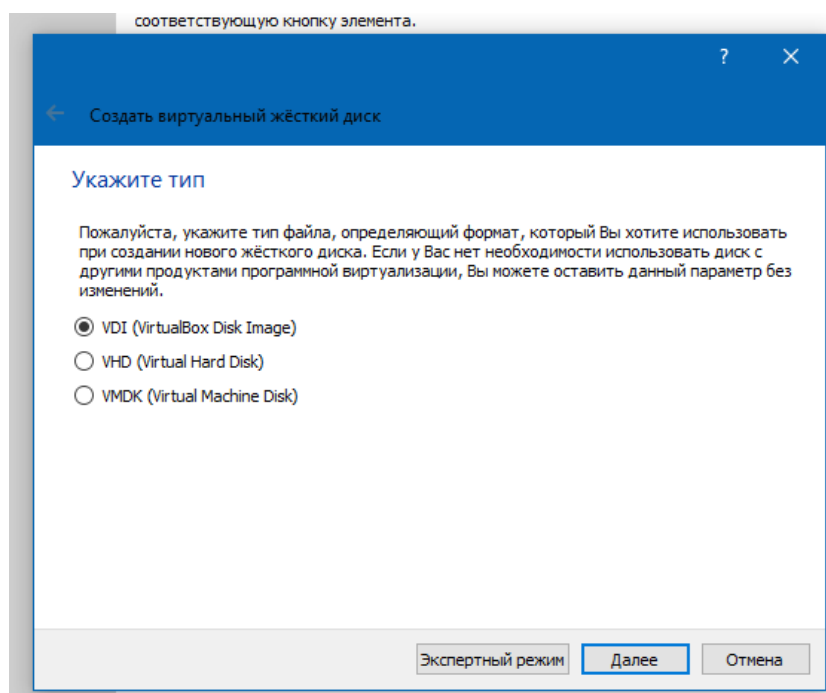 соответствующую кнопку элемента.
?
Создать виртуальный жёсткий диск
Укажите тип
Пожалуйста, укажите тип файла, определяющий формат, который Вы хотите использовать
при создании нового жёсткого диска. Если у Вас нет необходимости использовать диск с
другими продуктами программной виртуализации, Вы можете оставить данный параметр без
изменений.
VDI (VirtualBox Disk Image)
VHD (Virtual Hard Disk)
VMDK (Virtual Machine Disk)
Экспертный режим Далее Отмена